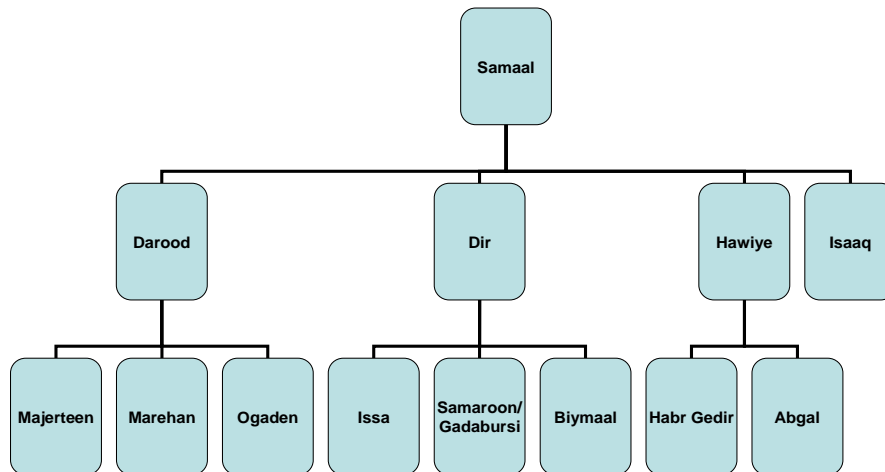 Samaal
Darood
Dir
Hawiye
Isaaq
Majerteen
Marehan
Ogaden
Issa
Samaroon/
Gadabursi
Biymaal
Habr Gedir
Abgal